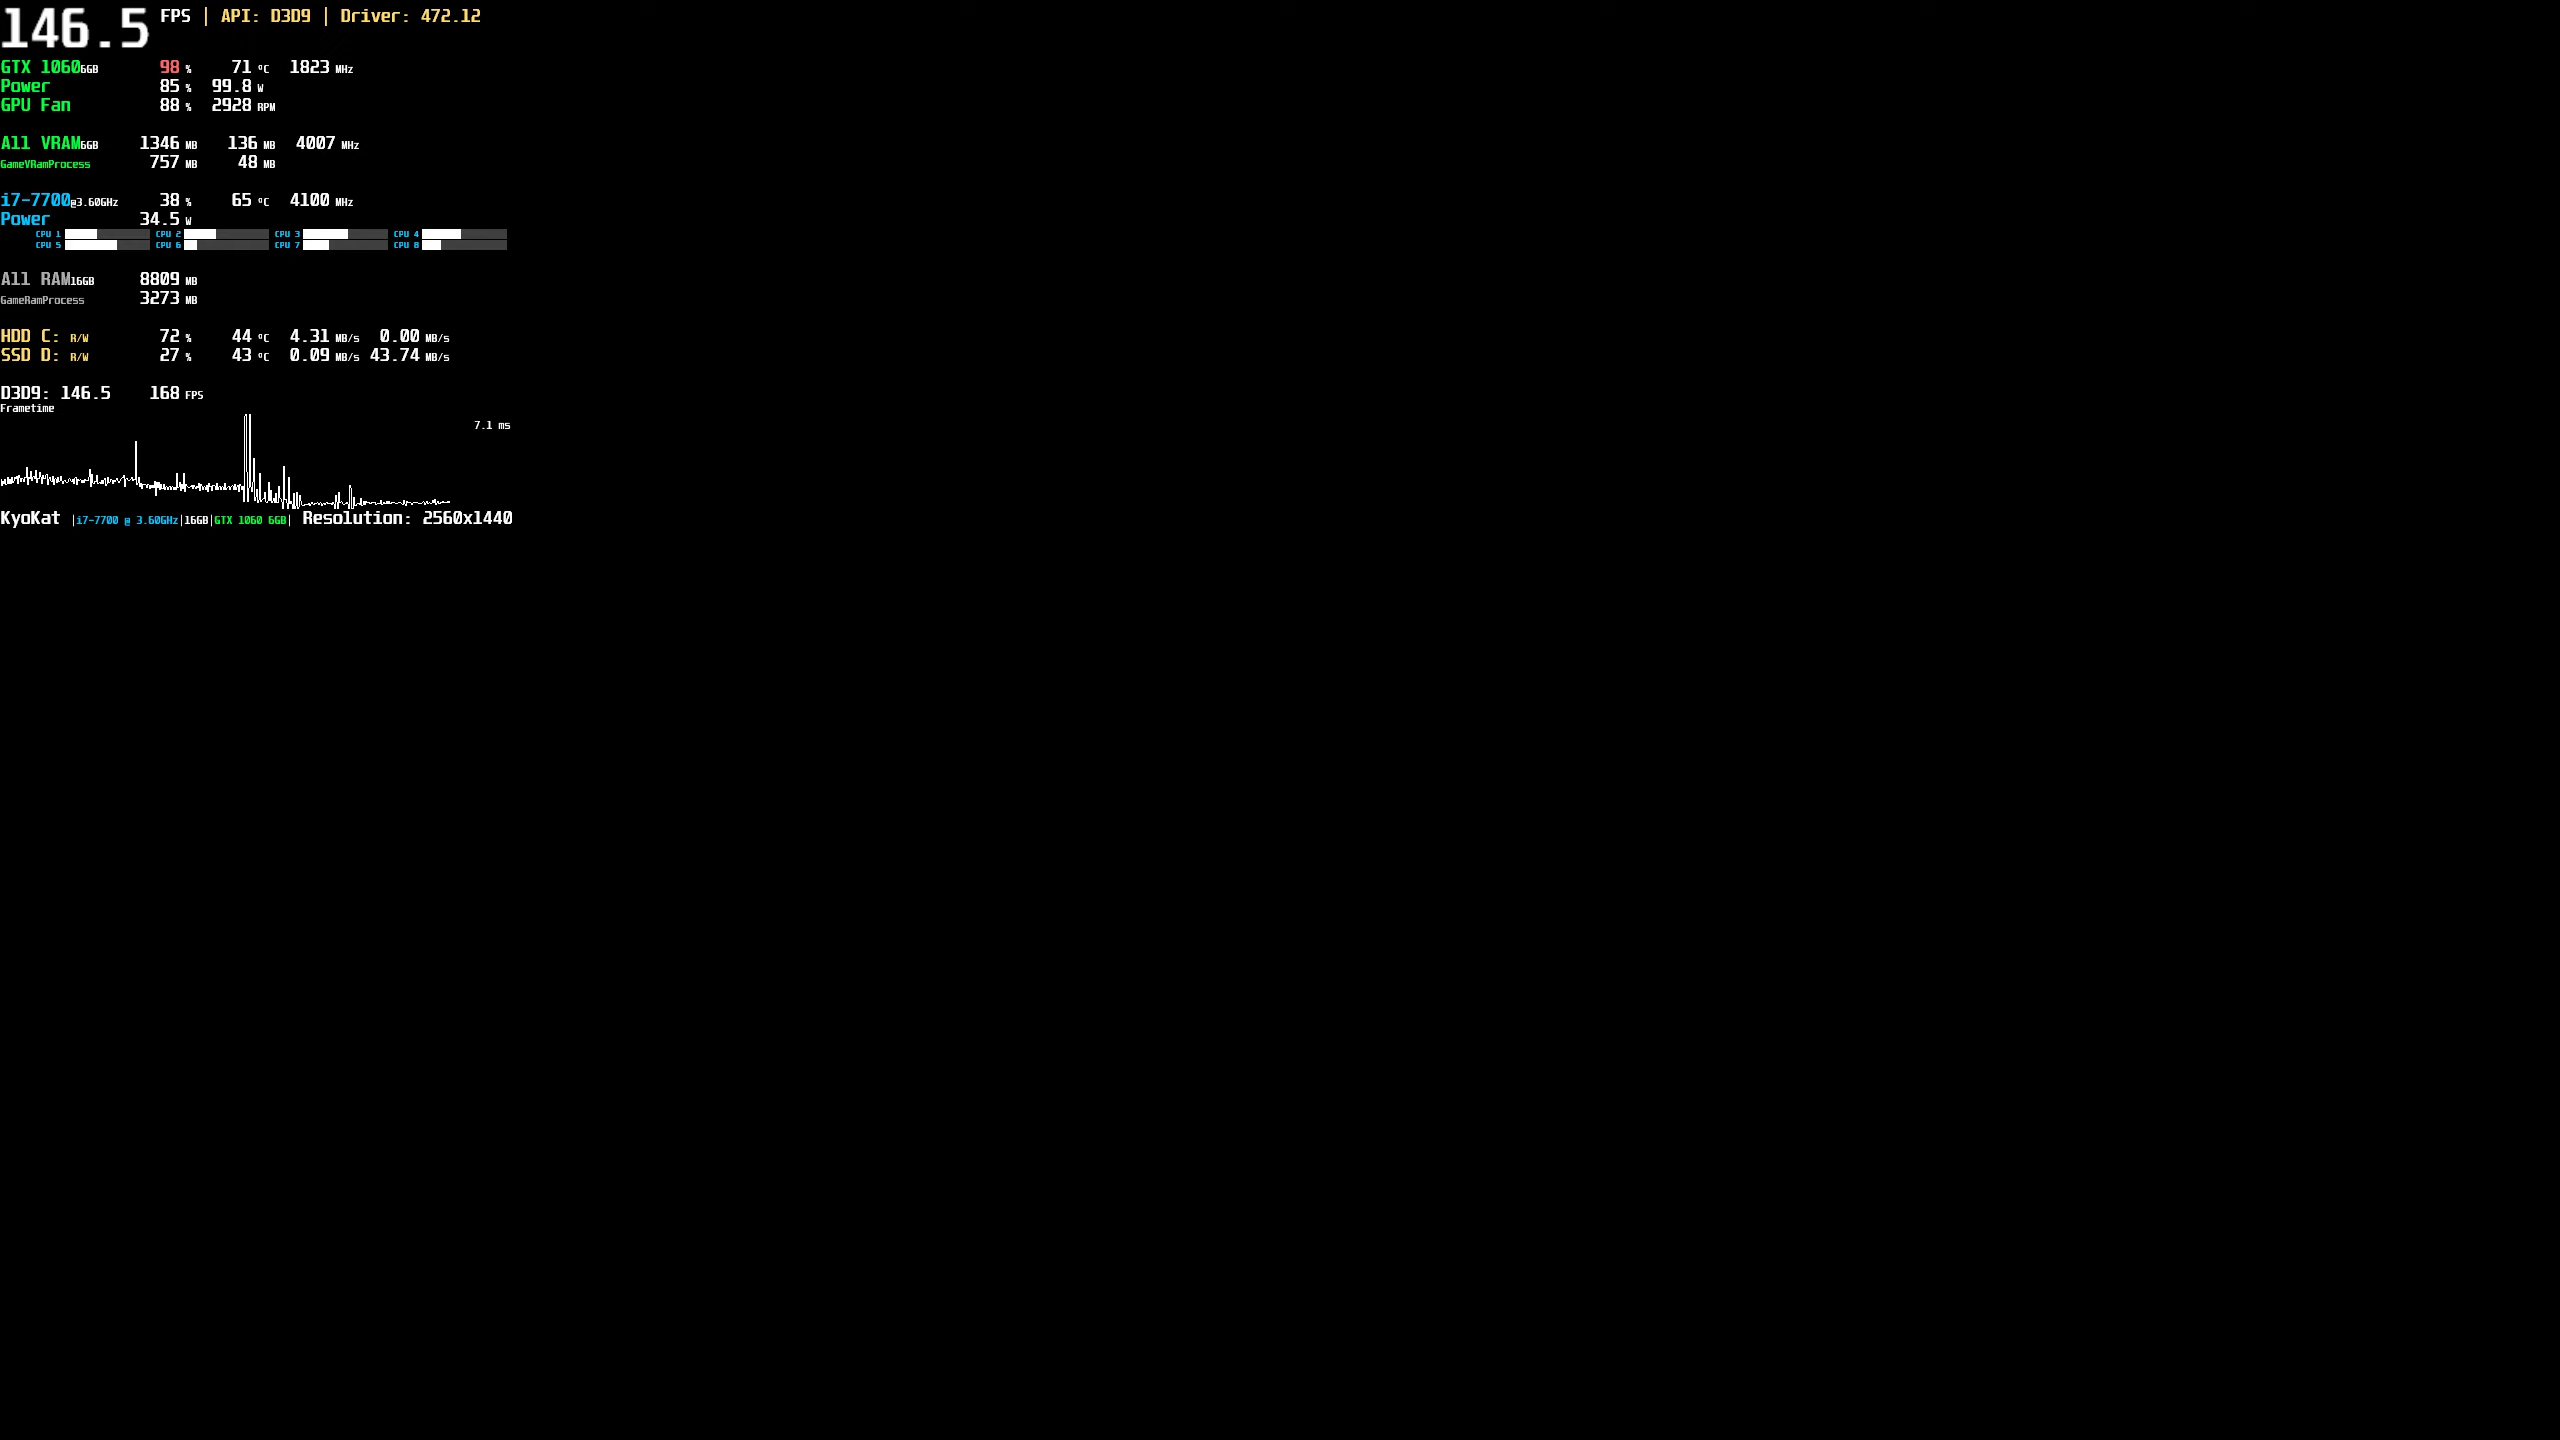 146.5 FPS | API: D3D9 | Driver: 472.12
GTX 1060 6GB 98 % 71 ºC 1823 MHz
Power 85 % 99.8 W
GPU Fan 88 % 2928 RPM
All VRAM 6GB 1346 MB 136 MB 4007 MHz
GameVRamProcess 757 MB 48 MB
i7-7700 @3.60GHz 38 % 65 ºC 4100 MHz
Power 34.5 W
CPU 1 CPU 2 CPU 3 CPU 4
CPU 5 CPU 6 CPU 7 CPU 8
All RAM 16GB 8809 MB
GameRamProcess 3273 MB
HDD C: R/W 72 % 44 ºC 4.31 MB/s 0.00 MB/s
SSD D: R/W 27 % 43 ºC 0.09 MB/s 43.74 MB/s
D3D9: 146.5 168 FPS
Frametime
7.1 ms
KyoKat |i7-7700 @ 3.60GHz|16GB|GTX 1060 6GB| Resolution: 2560x1440